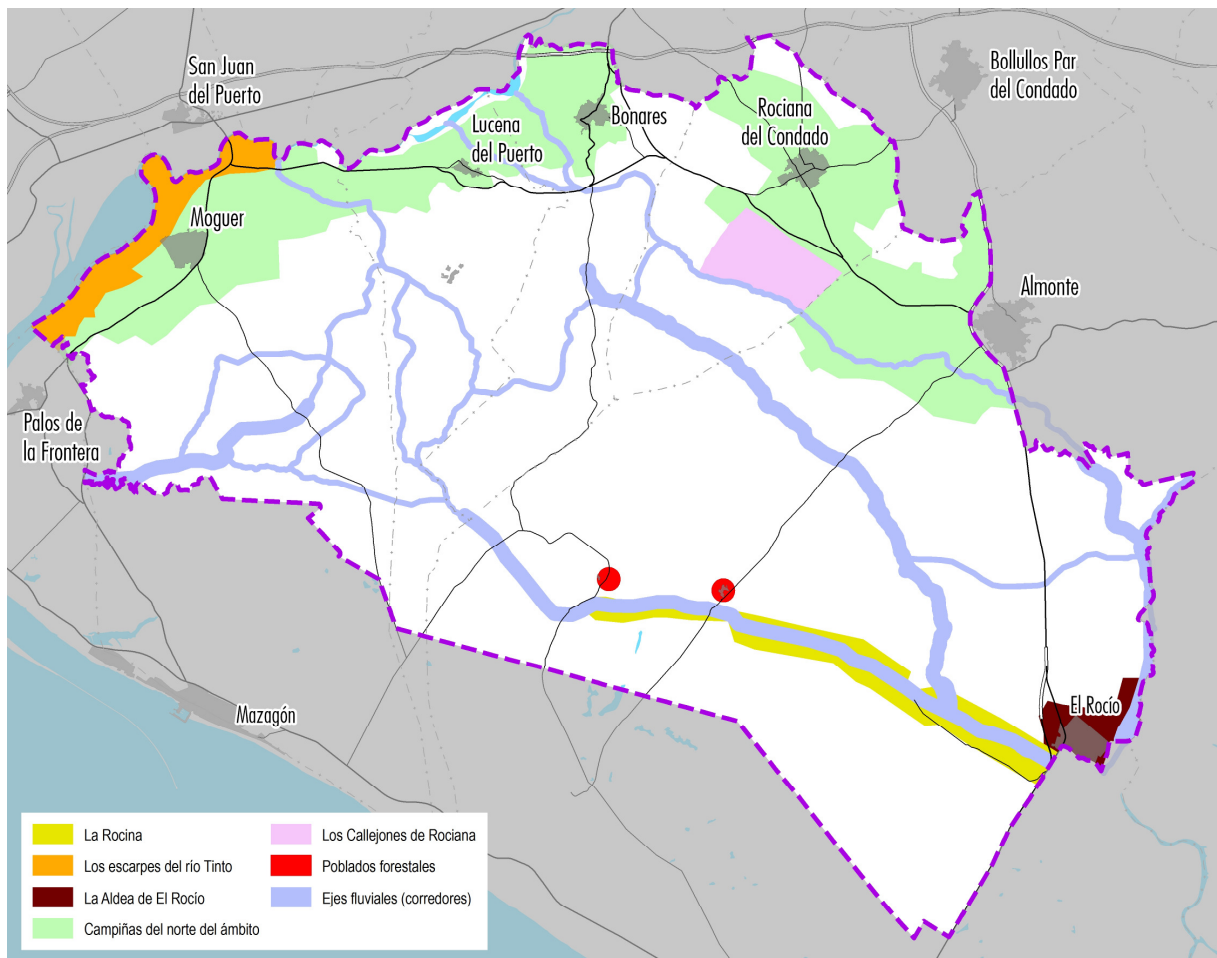 San Juan
del Puerto
Bollullos Par
del Condado
Bonares
Rociana
del Condado
Lucena
del Puerto
Moguer
Almonte
Palos de
la Frontera
Mazagón
El Rocío
La Rocina
Los escarpes del río Tinto
La Aldea de El Rocío
Campiñas del norte del ámbito
Los Callejones de Rociana
Poblados forestales
Ejes fluviales (corredores)